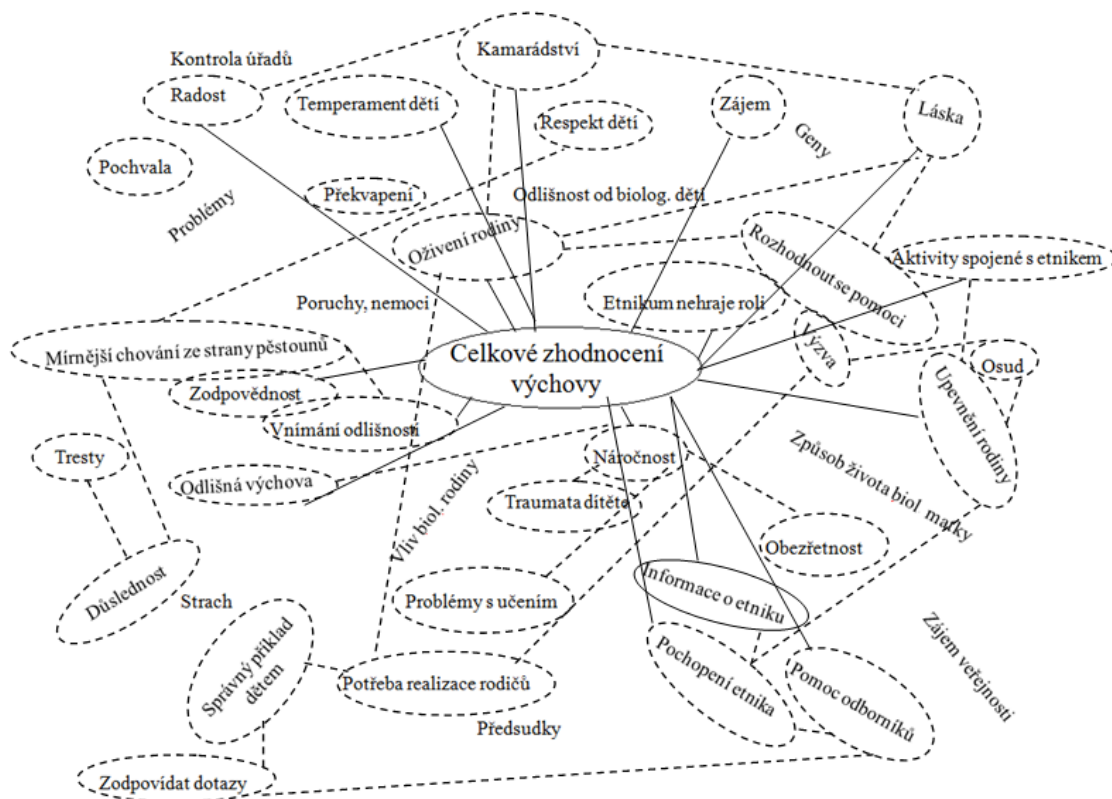 Kamarádství
Kontrola úřadů
Radost
Temperament dětí
Zájem
Láska
Respekt dětí
Geny
Pochvala
Překvapení
Odlišnost od biolog. dětí
Problémy
Oživení rodiny
Rozhodnout se pomoci
Aktivity spojené s etnikem
Poruchy, nemoci
Etnikum nehraje roli
Výzva
Mírnější chování ze strany pěstounů
Celkové zhodnocení
výchovy
Osud
Zodpovědnost
Upevnění rodiny
Vnímání odlišností
Tresty
Náročnost
Způsob života biol. matky
Odlišná výchova
Vliv biol. rodiny
Traumata dítěte
Obezřetnost
Důslednost
Strach
Problémy s učením
Informace o etniku
Správný příklad
dětem
Potřeba realizace rodičů
Pochopení etnika
Pomoc odborníků
Zájem veřejnosti
Předsudky
Zodpovídat dotazy